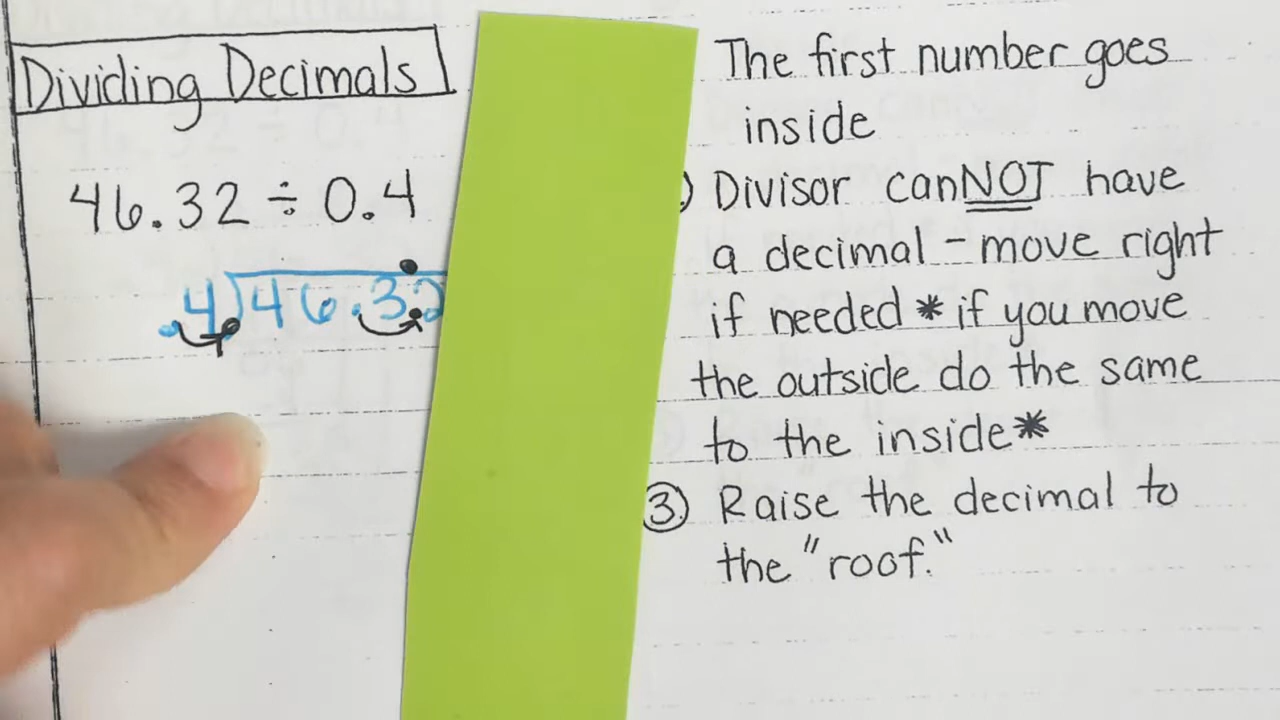 Dividing Decimals
46.32 ÷ 0.4
.4)46.32
The first number goes
inside
) Divisor canNOT have
a decimal - move right
if needed * if you move
the outside do the same
to the inside *
③ Raise the decimal to
the "roof."